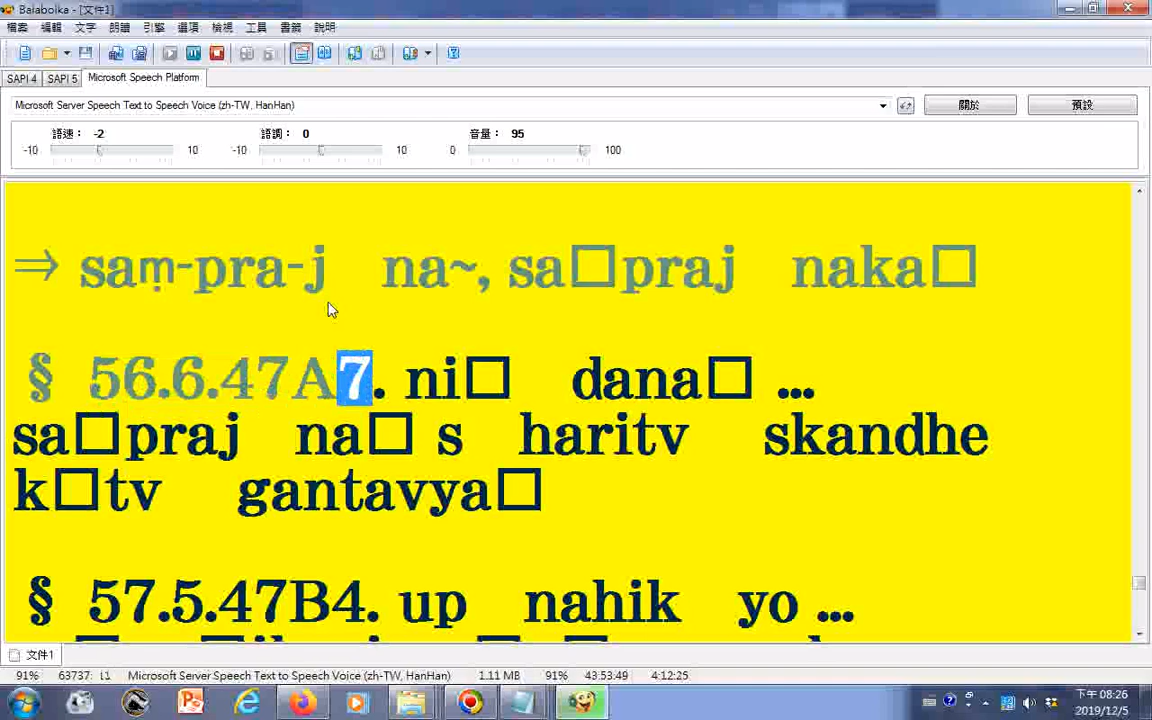 Balabolka - [文件1]
檔案 編輯 文字 朗讀 引擎 選項 檢視 工具 書籤 說明
SAPI 4 SAPI 5 Microsoft Speech Platform
Microsoft Server Speech Text to Speech Voice (zh-TW, HanHan) 關於 預設
語速： -2 語調： 0 音量： 95
-10 10 -10 10 0 100
⇒ saṃ-pra-j na~, sa□praj naka□
§ 56.6.47A7. ni□ dana□ ...
sa□praj na□ s haritv skandhe
k□tv gantavya□
§ 57.5.47B4. up nahik yo ...
文件1
91% 63737: 11 Microsoft Server Speech Text to Speech Voice (zh-TW, HanHan) 1.11 MB 91% 43:53:49 4:12:25
下午 08:26
2019/12/5